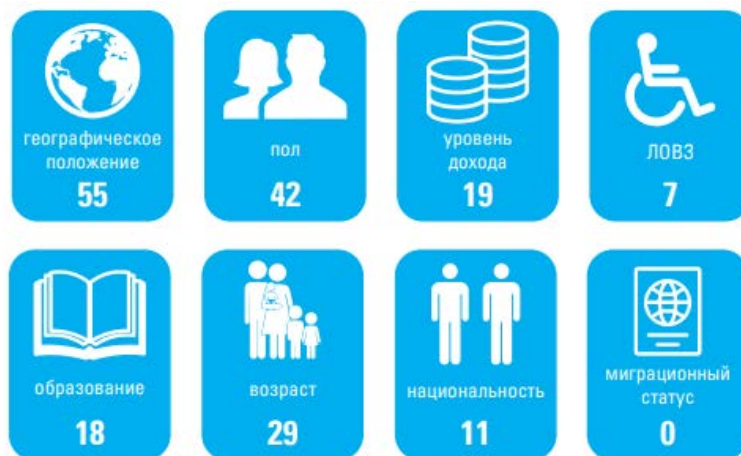 географическое
положение
55
пол
42
уровень
дохода
19
ЛОВЗ
7
образование
18
возраст
29
национальность
11
миграционный
статус
0